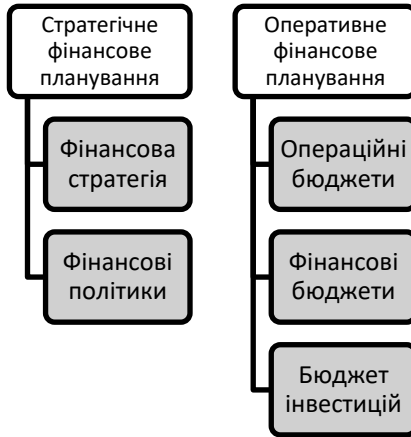 Стратегічне
фінансове
планування
Фінансова
стратегія
Фінансові
політики
Оперативне
фінансове
планування
Операційні
бюджети
Фінансові
бюджети
Бюджет
інвестицій